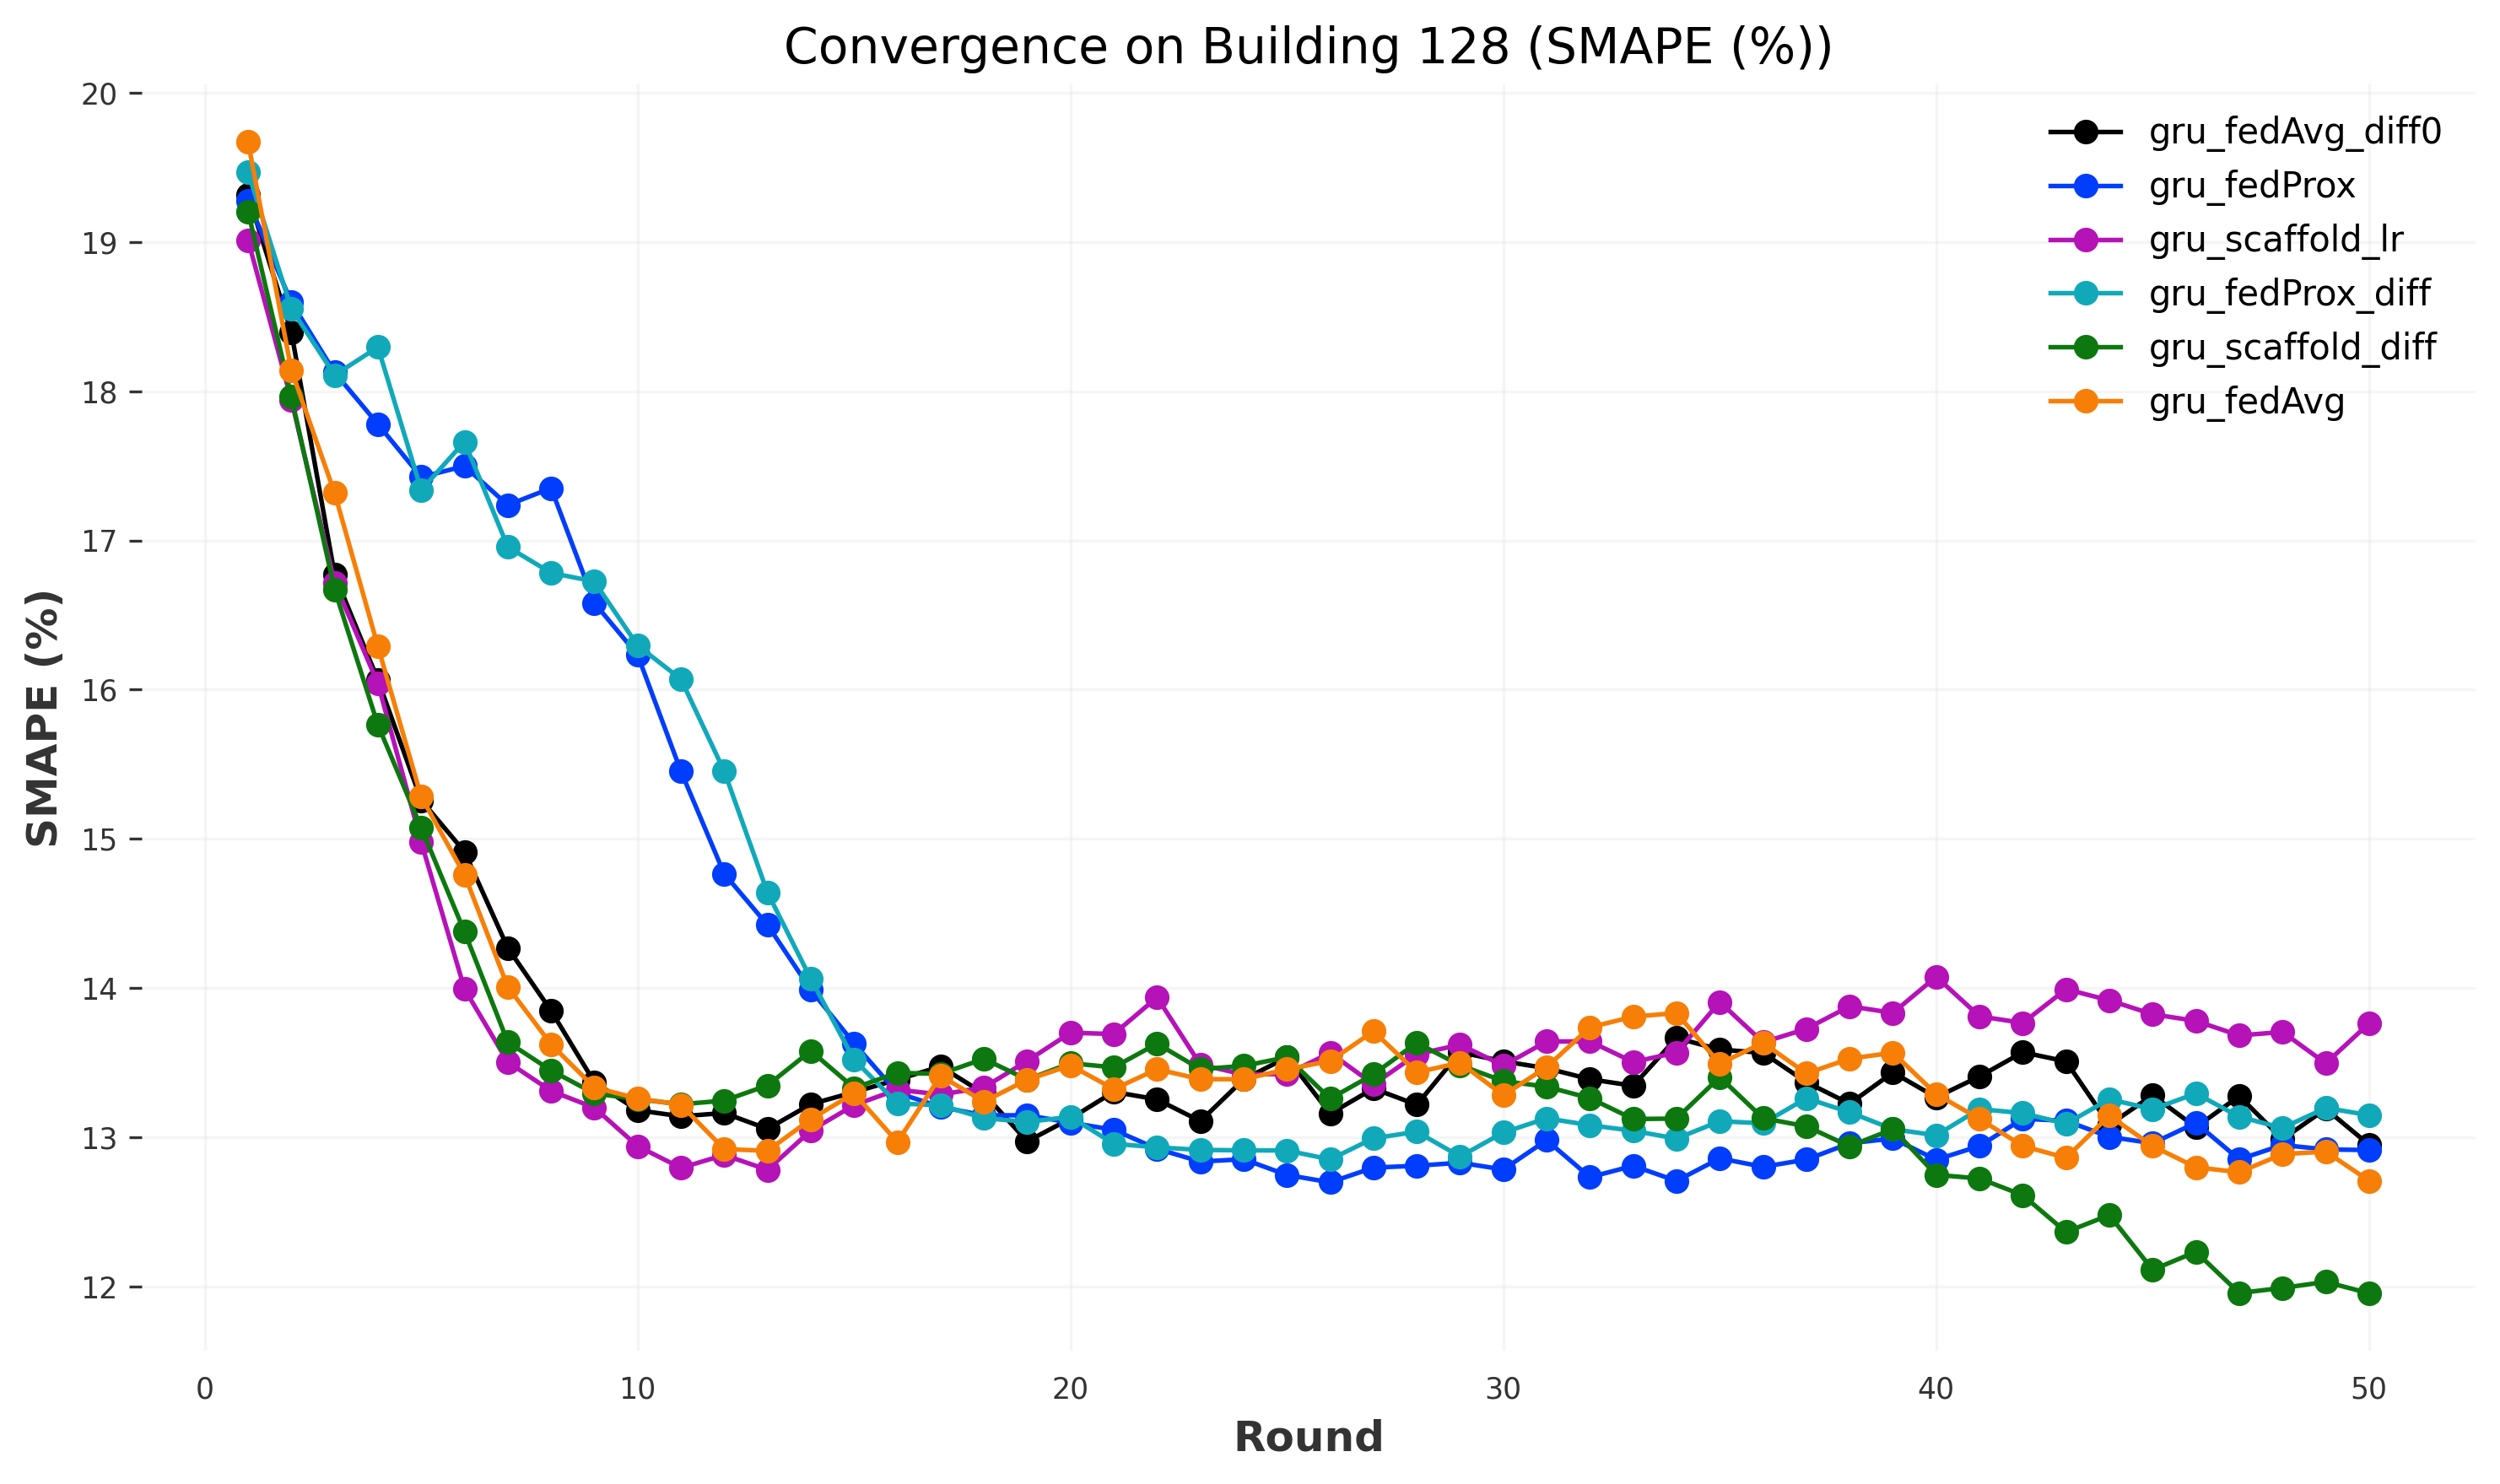 Convergence on Building 128 (SMAPE (%))
20
19
18
17
16
15
14
13
12
SMAPE (%)
gru_fedAvg_diff0
gru_fedProx
gru_scaffold_lr
gru_fedProx_diff
gru_scaffold_diff
gru_fedAvg
0
10
20
30
40
50
Round